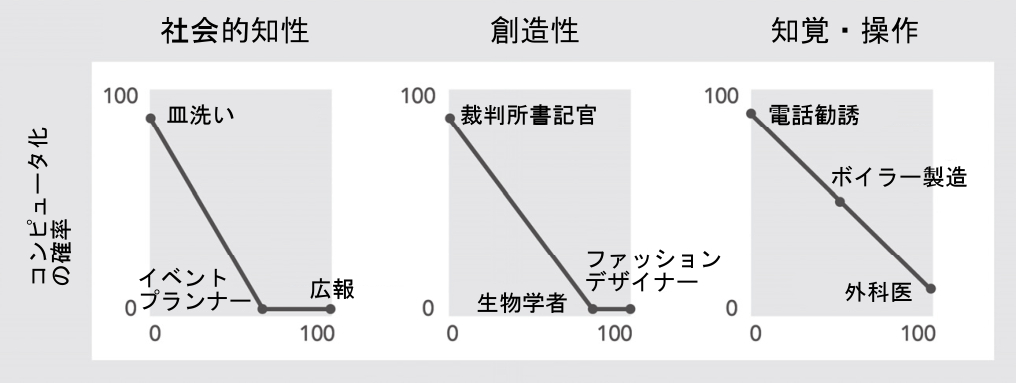 社会的知性
創造性
知覚・操作
コンピュータ化
の確率
100
皿洗い
イベント
プランナー
広報
0
0
100
100
裁判所書記官
ファッション
デザイナー
生物学者
0
0
100
100
電話勧誘
ボイラー製造
外科医
0
0
100